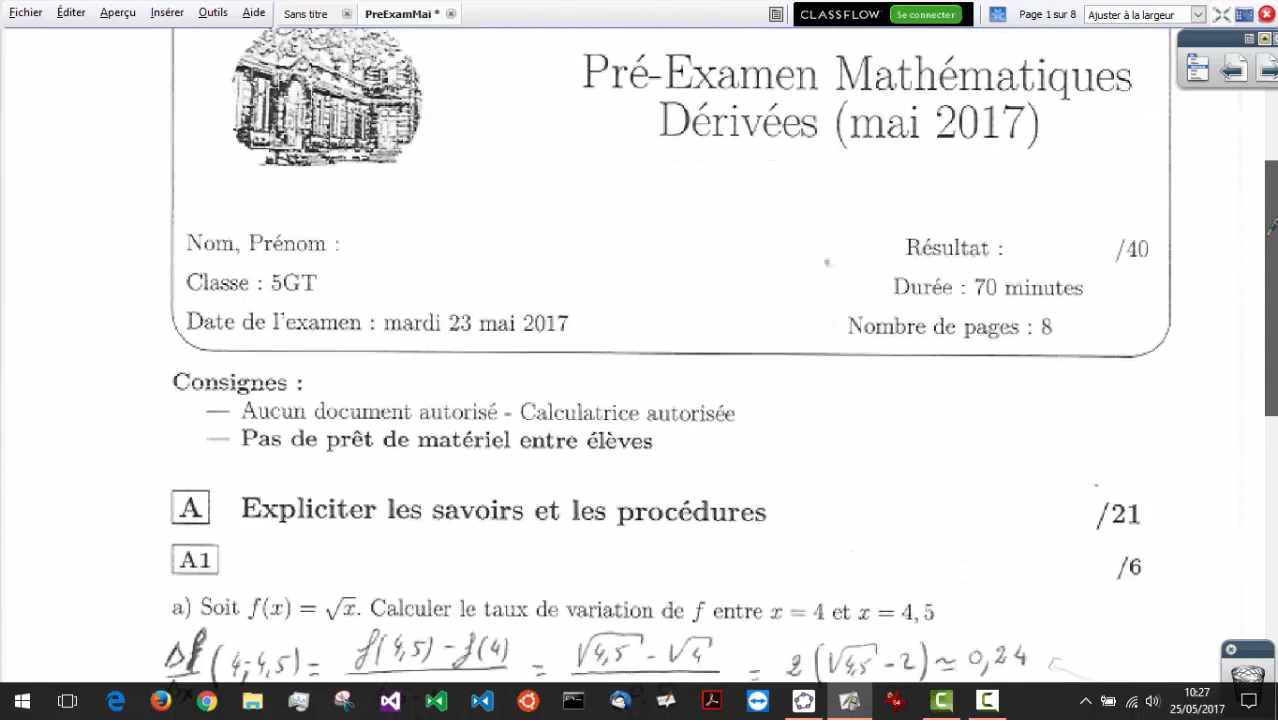 Fichier Éditer Aperçu Insérer Outils Aide Sans titre PreExamMai * CLASSFLOW Se connecter Page 1 sur 8 Ajuster à la largeur
Pré-Examen Mathématiques
Dérivées (mai 2017)
Nom, Prénom :
Résultat : /40
Classe : 5GT
Durée : 70 minutes
Date de l'examen : mardi 23 mai 2017
Nombre de pages : 8
Consignes :
— Aucun document autorisé - Calculatrice autorisée
— Pas de prêt de matériel entre élèves
A Expliciter les savoirs et les procédures /21
A1 /6
a) Soit f(x) = √x. Calculer le taux de variation de f entre x = 4 et x = 4,5
Δf (4;4,5) = f(4,5) - f(4) = √4,5 - √4 = 2(√4,5 - 2) ≈ 0,24
10:27
25/05/2017